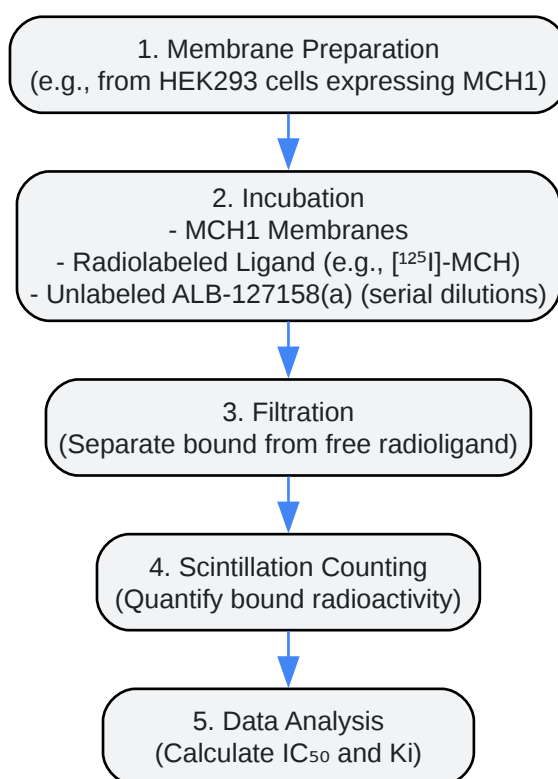 1. Membrane Preparation
(e.g., from HEK293 cells expressing MCH1)
2. Incubation
- MCH1 Membranes
- Radiolabeled Ligand (e.g., [¹²⁵I]-MCH)
- Unlabeled ALB-127158(a) (serial dilutions)
3. Filtration
(Separate bound from free radioligand)
4. Scintillation Counting
(Quantify bound radioactivity)
5. Data Analysis
(Calculate IC₅₀ and Ki)